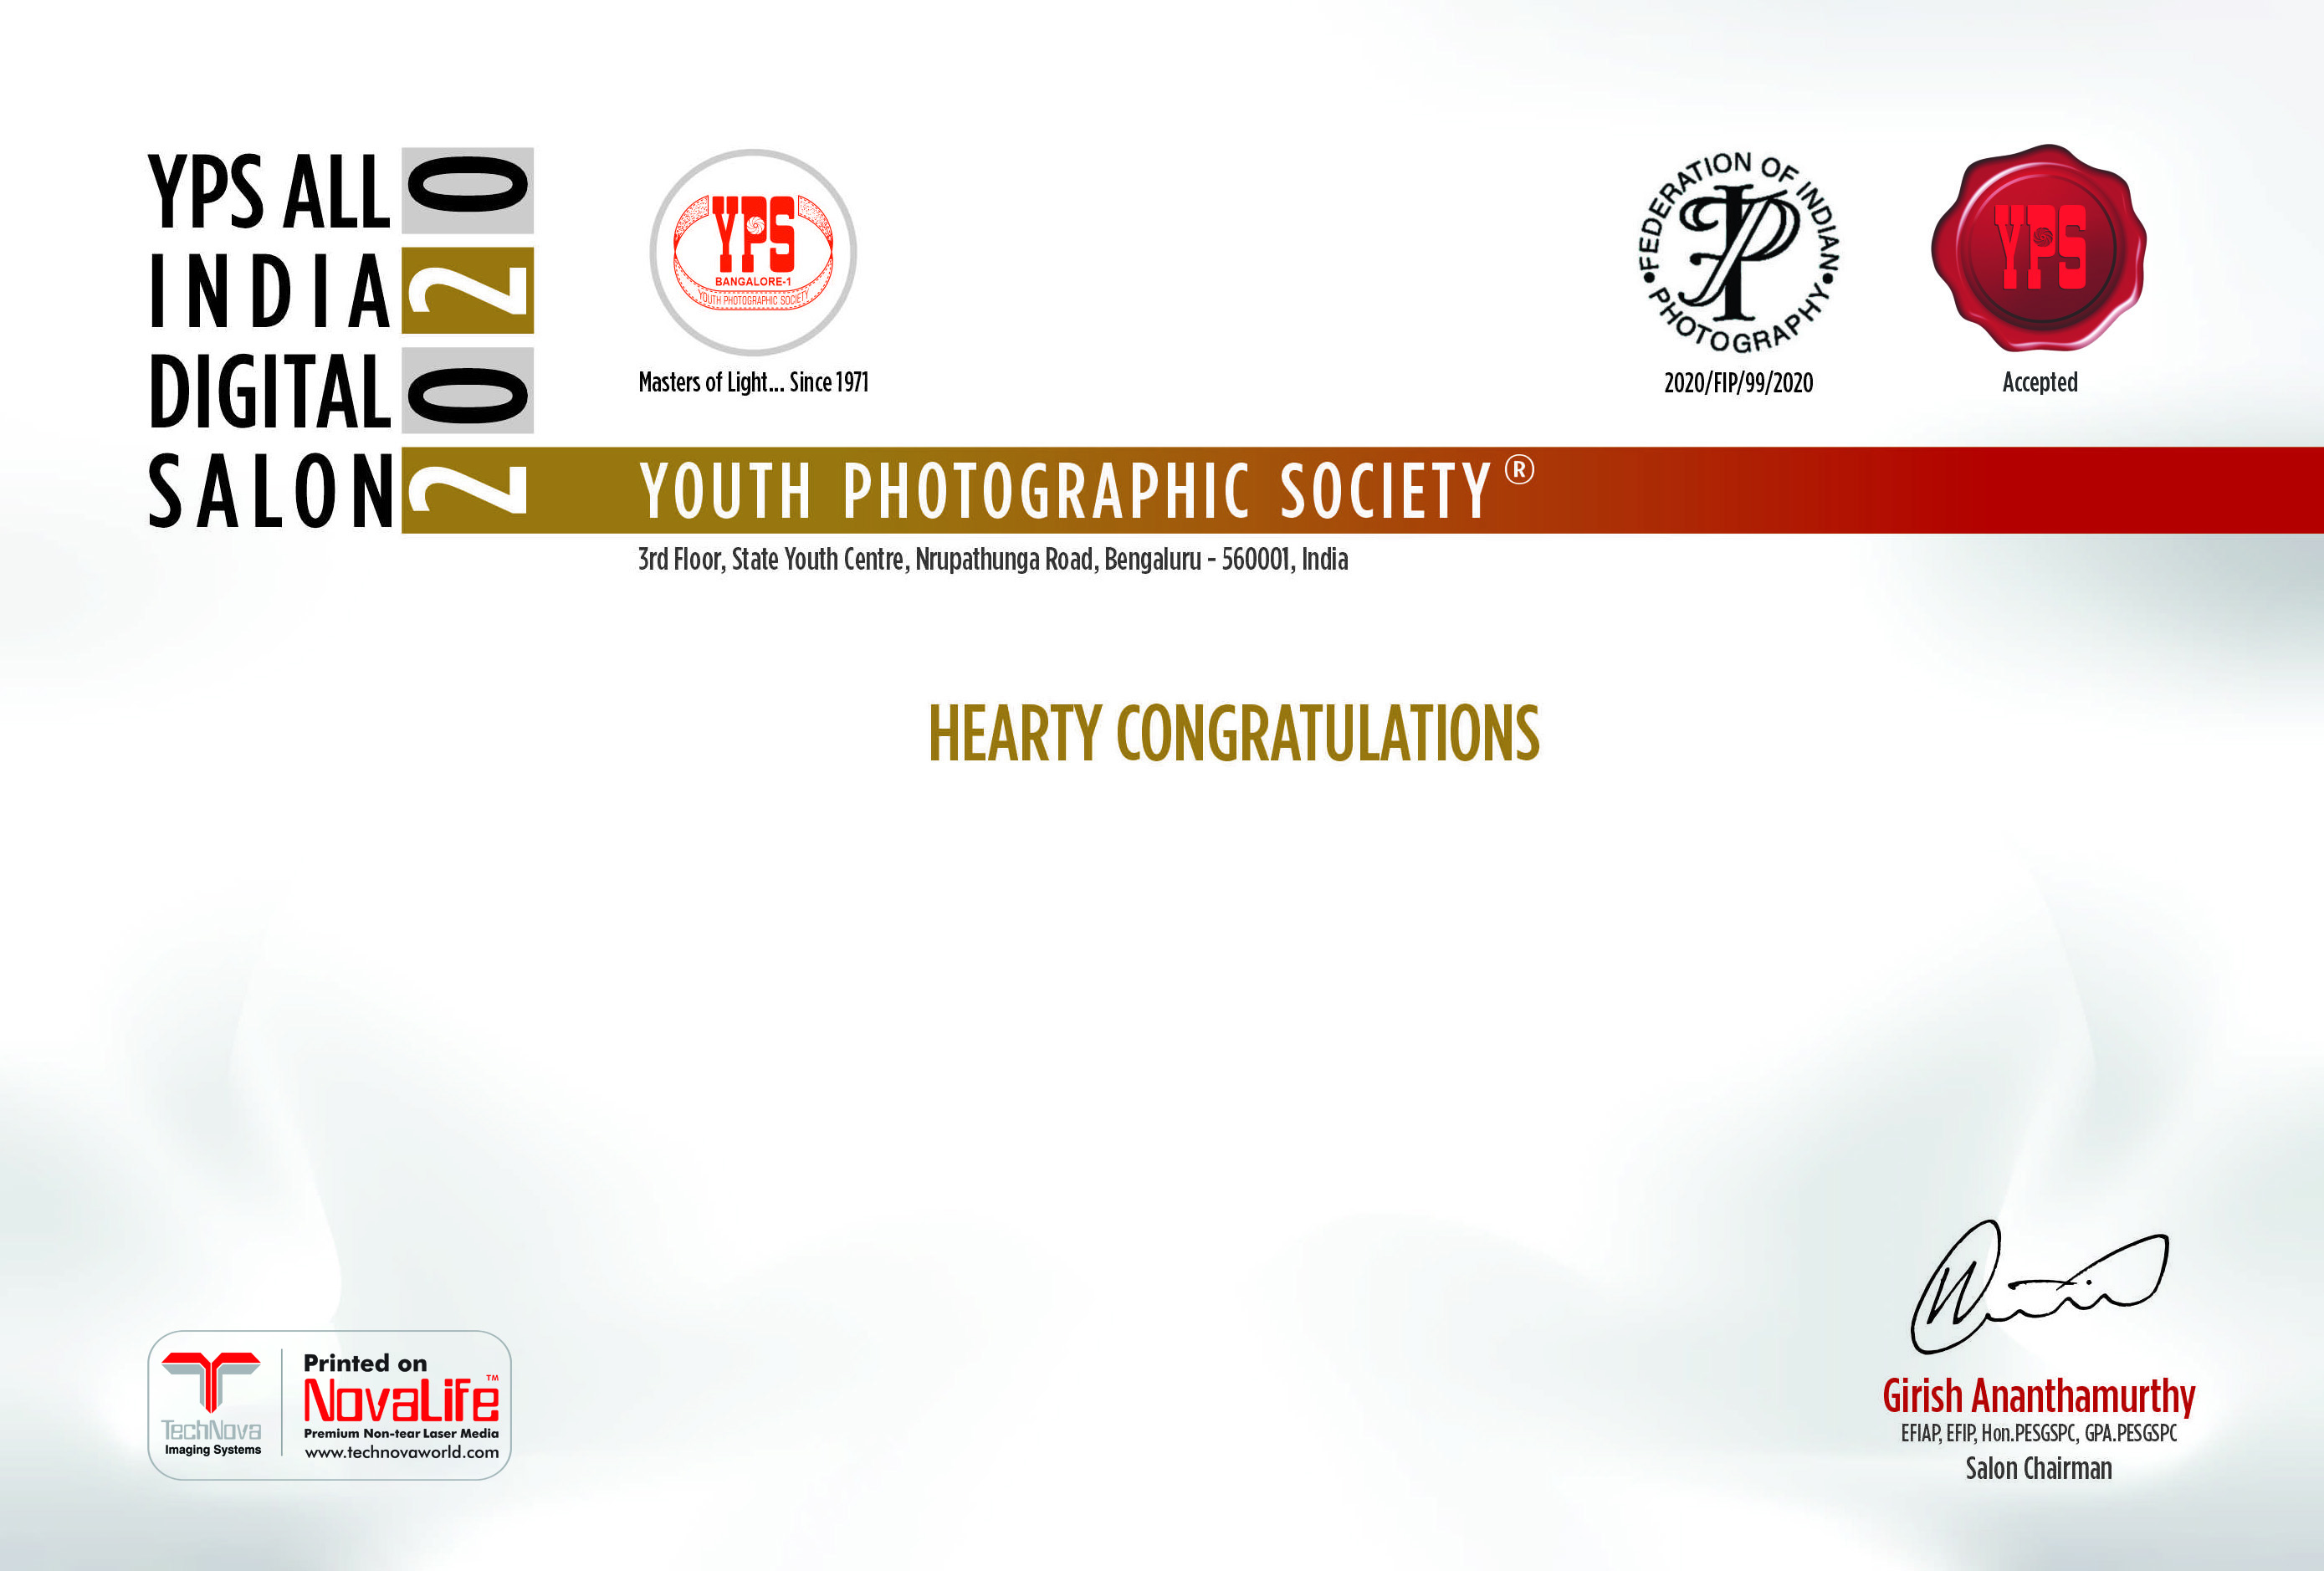 YPS ALL
INDIA
DIGITAL
SALON
2020
YPS
BANGALORE-1
YOUTH PHOTOGRAPHIC SOCIETY
Masters of Light... Since 1971
•FEDERATION OF INDIAN•
PHOTOGRAPHY
FIP
2020/FIP/99/2020
YPS
Accepted
YOUTH PHOTOGRAPHIC SOCIETY®
3rd Floor, State Youth Centre, Nrupathunga Road, Bengaluru - 560001, India
HEARTY CONGRATULATIONS
TechNova
Imaging Systems
Printed on
NovaLife™
Premium Non-tear Laser Media
www.technovaworld.com
Girish Ananthamurthy
EFIAP, EFIP, Hon.PESGSPC, GPA.PESGSPC
Salon Chairman